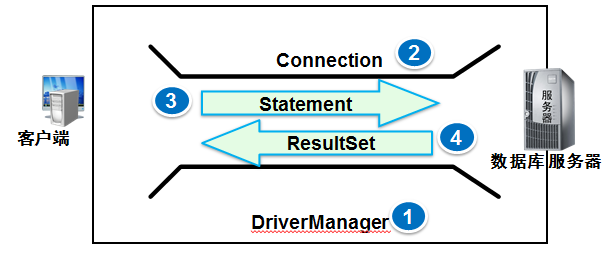 Connection 2
3 Statement
ResultSet 4
客户端
服务器
数据库服务器
DriverManager 1